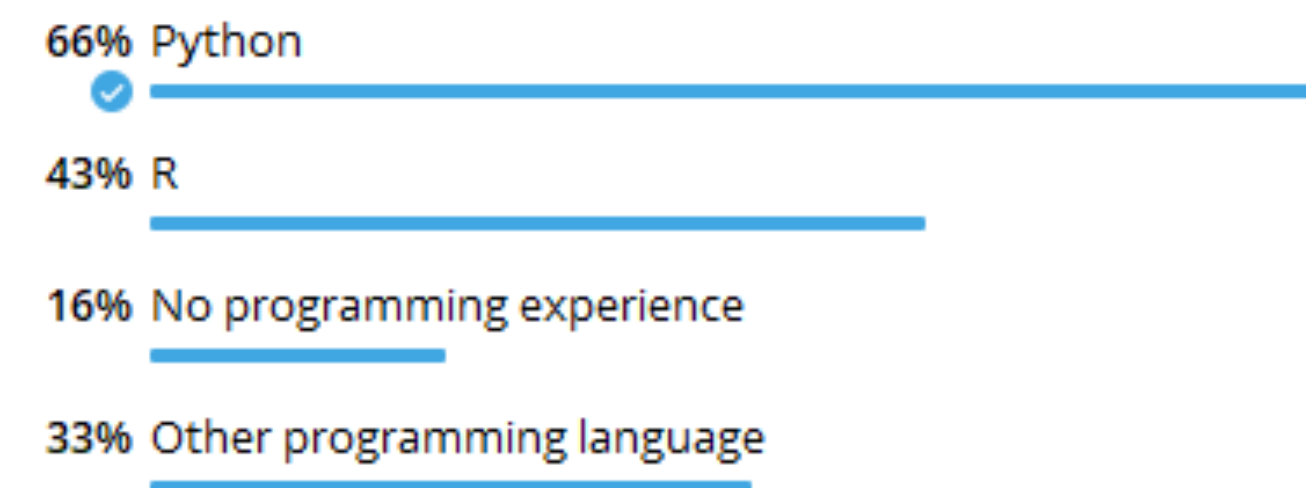 66% Python
43% R
16% No programming experience
33% Other programming language